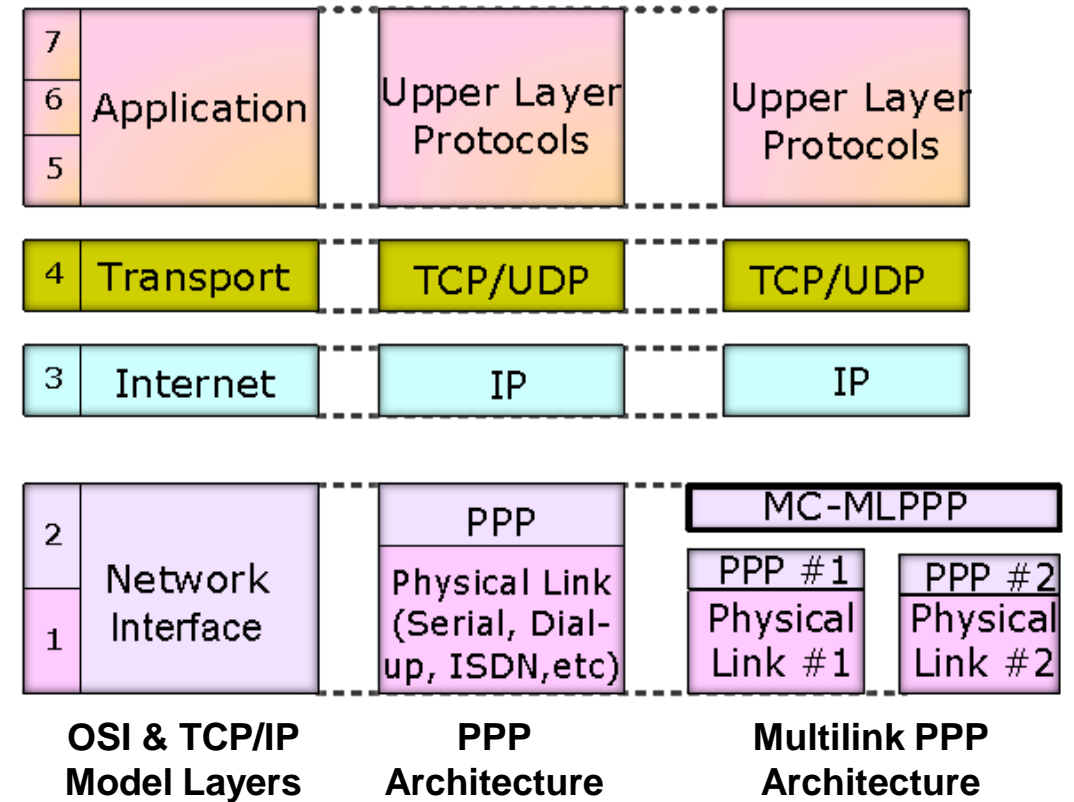 7
6
5
Application
Upper Layer
Protocols
Upper Layer
Protocols
4
Transport
TCP/UDP
TCP/UDP
3
Internet
IP
IP
2
1
Network
Interface
PPP
Physical Link
(Serial, Dial-
up, ISDN,etc)
MC-MLPPP
PPP #1
Physical
Link #1
PPP #2
Physical
Link #2
OSI & TCP/IP
Model Layers
PPP
Architecture
Multilink PPP
Architecture